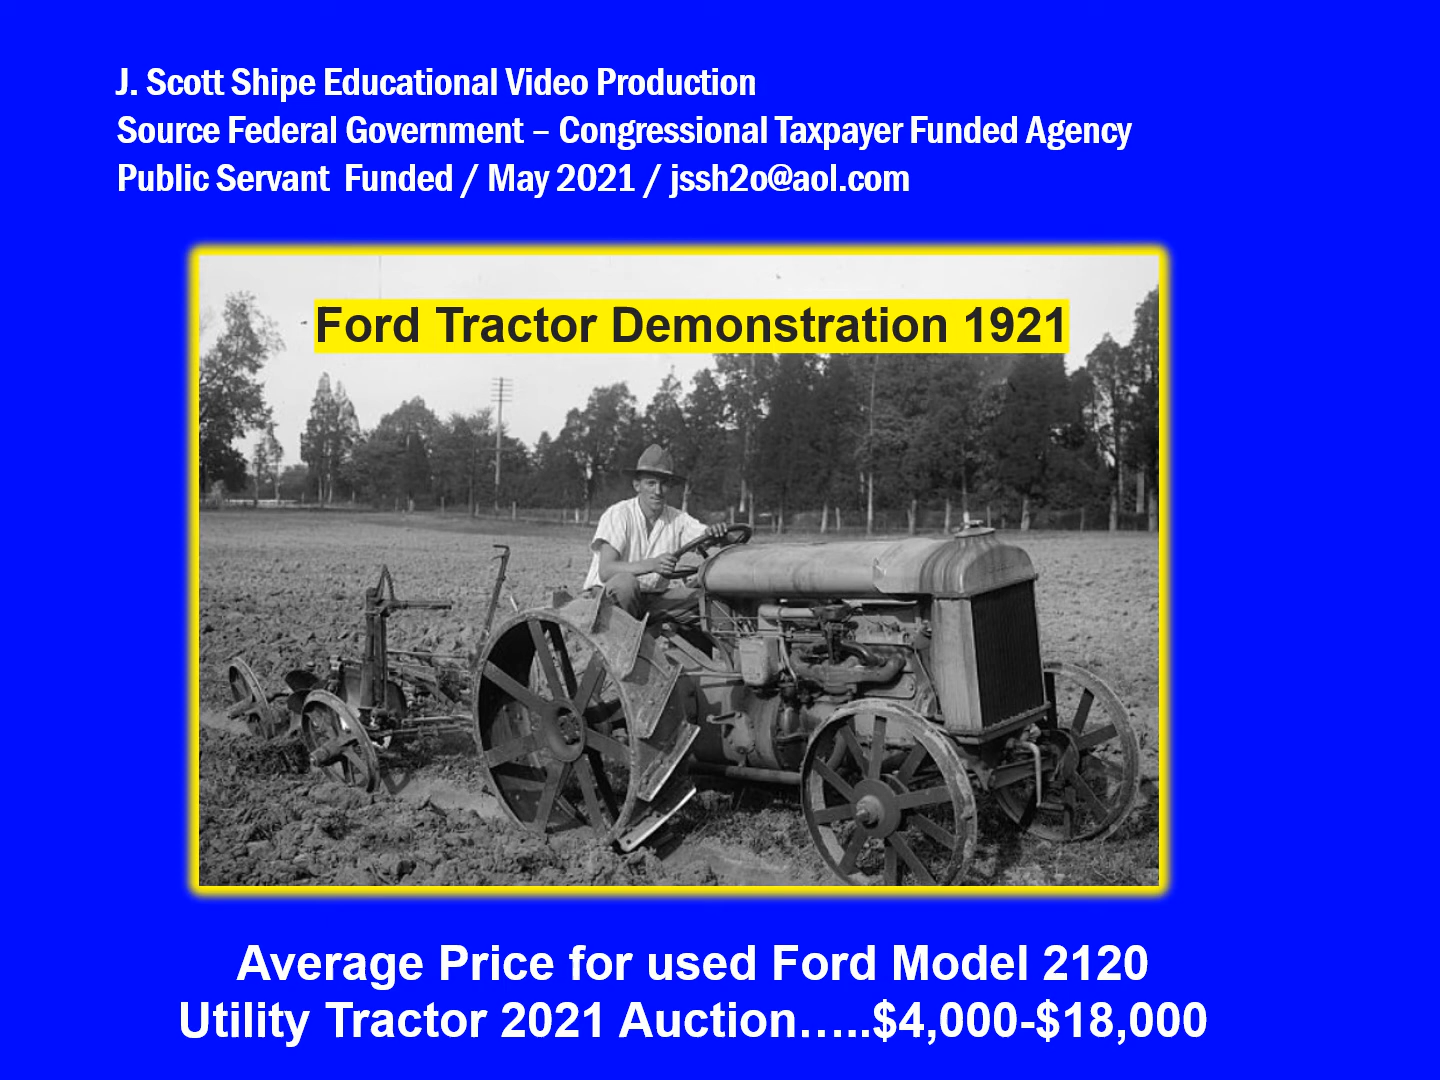 J. Scott Shipe Educational Video Production
Source Federal Government – Congressional Taxpayer Funded Agency
Public Servant  Funded / May 2021 / jssh2o@aol.com
Ford Tractor Demonstration 1921
Average Price for used Ford Model 2120
Utility Tractor 2021 Auction…..$4,000-$18,000